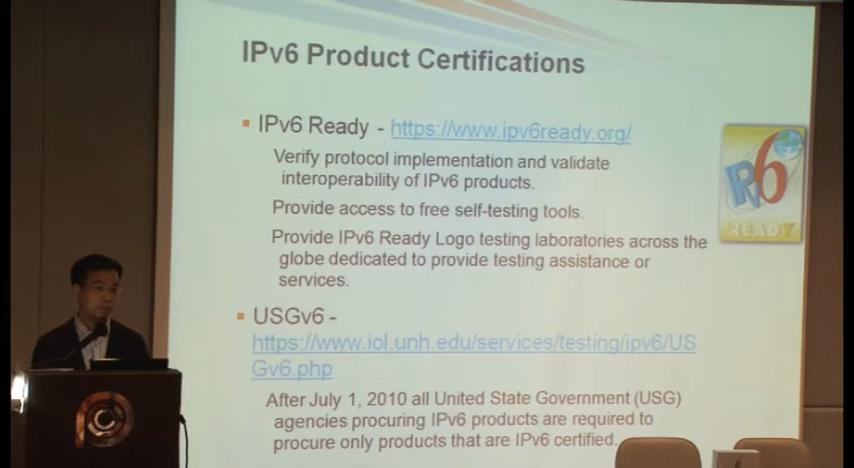 IPv6 Product Certifications
IPv6 Ready - https://www.ipv6ready.org/
Verify protocol implementation and validate
interoperability of IPv6 products.
Provide access to free self-testing tools.
Provide IPv6 Ready Logo testing laboratories across the
globe dedicated to provide testing assistance or
services.
IPv6
READY
USGv6 -
https://www.iol.unh.edu/services/testing/ipv6/US
Gv6.php
After July 1, 2010 all United State Government (USG)
agencies procuring IPv6 products are required to
procure only products that are IPv6 certified.